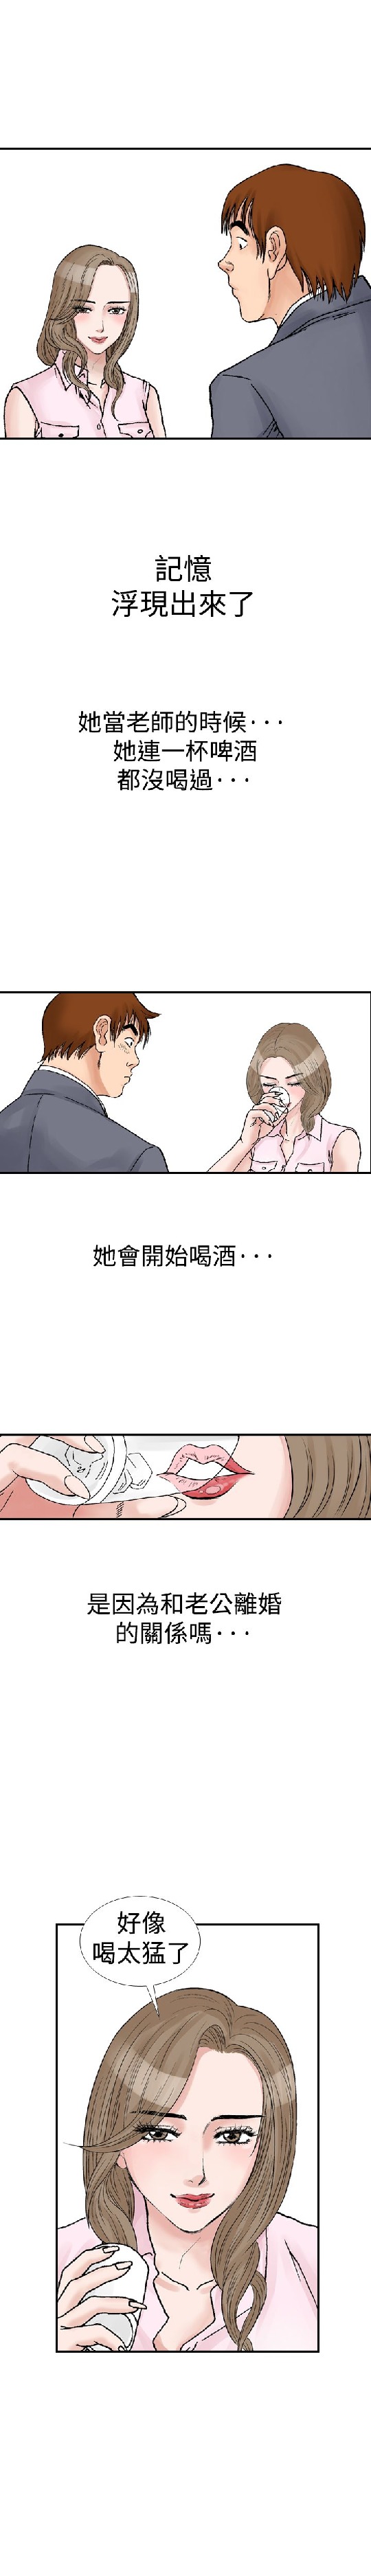 記憶
浮現出來了
她當老師的時候･･･
她連一杯啤酒
都沒喝過･･･
她會開始喝酒･･･
是因為和老公離婚
的關係嗎･･･
好像
喝太猛了